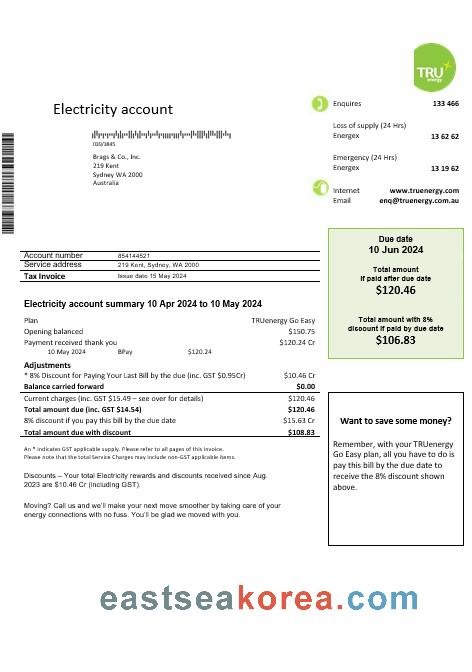 TRU
energy
Electricity account
Enquires 133 466
Loss of supply (24 Hrs)
Energex 13 62 62
Emergency (24 Hrs)
Energex 13 19 62
Internet www.truenergy.com
Email enq@truenergy.com.au
030/3845
Brags & Co., Inc.
219 Kent
Sydney WA 2000
Australia
Account number 854144521
Service address 219 Kent, Sydney, WA 2000
Tax Invoice Issue date 15 May 2024
Due date
10 Jun 2024
Total amount
if paid after due date
$120.46
Total amount with 8%
discount if paid by due date
$106.83
Electricity account summary 10 Apr 2024 to 10 May 2024
Plan TRUenergy Go Easy
Opening balanced $150.75
Payment received thank you $120.24 Cr
10 May 2024 BPay $120.24
Adjustments
* 8% Discount for Paying Your Last Bill by the due (inc. GST $0.95Cr) $10.46 Cr
Balance carried forward $0.00
Current charges (inc. GST $15.49 – see over for details) $120.46
Total amount due (inc. GST $14.54) $120.46
8% discount if you pay this bill by the due date $15.63 Cr
Total amount due with discount $108.83
An * indicates GST applicable supply. Please refer to all pages of this invoice.
Please note that the total Service Charges may include non-GST applicable items.
Discounts – Your total Electricity rewards and discounts received since Aug.
2023 are $10.46 Cr (including GST).
Moving? Call us and we'll make your next move smoother by taking care of your
energy connections with no fuss. You'll be glad we moved with you.
Want to save some money?
Remember, with your TRUenergy
Go Easy plan, all you have to do is
pay this bill by the due date to
receive the 8% discount shown
above.
eastseakorea.com